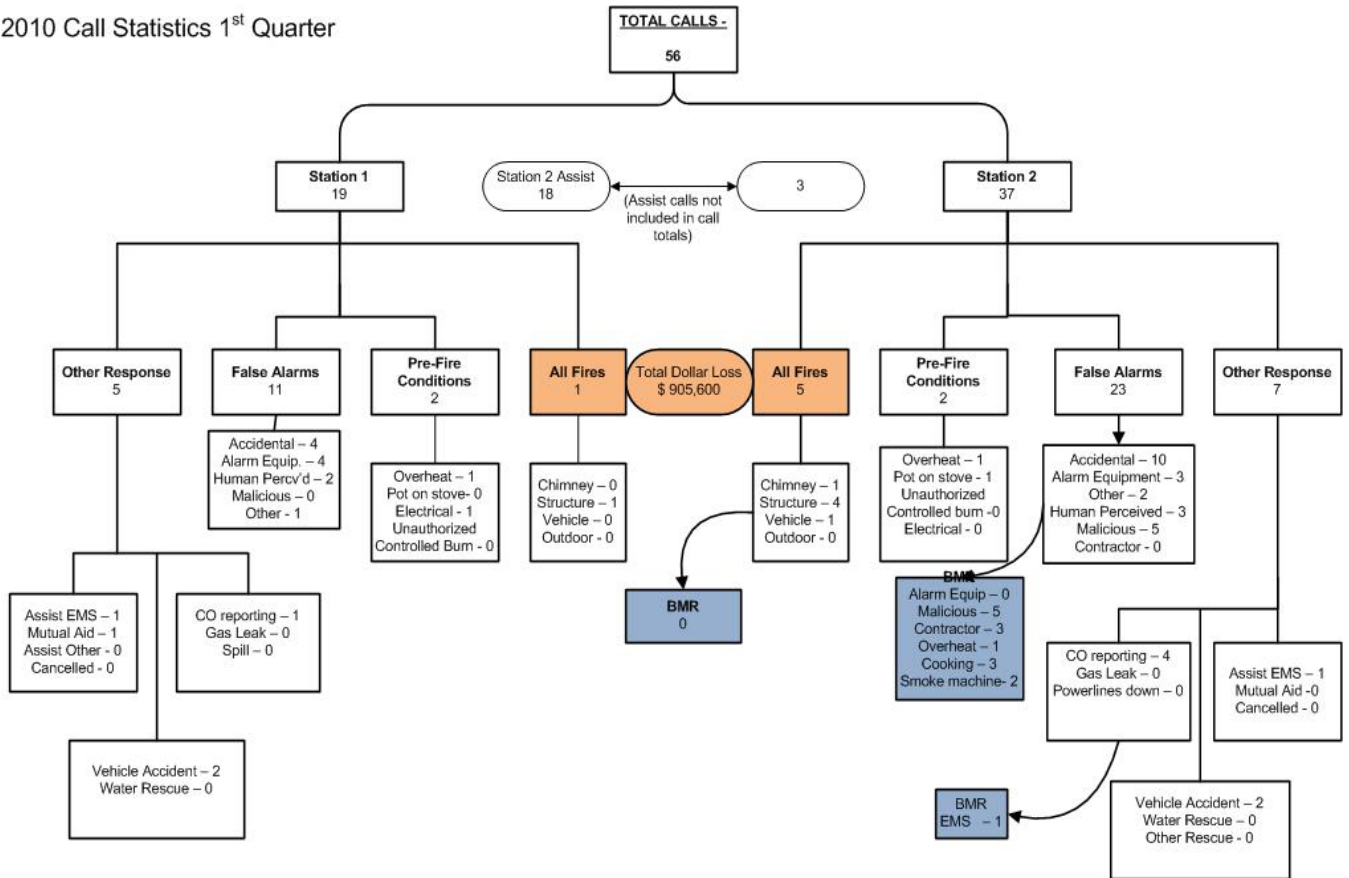 2010 Call Statistics 1st Quarter
TOTAL CALLS -
56
Station 1
19
Station 2 Assist
18
(Assist calls not
included in call
totals)
3
Station 2
37
Other Response
5
False Alarms
11
Pre-Fire
Conditions
2
All Fires
1
Total Dollar Loss
$ 905,600
All Fires
5
Pre-Fire
Conditions
2
False Alarms
23
Other Response
7
Accidental – 4
Alarm Equip. – 4
Human Percv'd – 2
Malicious – 0
Other - 1
Overheat – 1
Pot on stove- 0
Electrical - 1
Unauthorized
Controlled Burn - 0
Chimney – 0
Structure – 1
Vehicle – 0
Outdoor - 0
Chimney – 1
Structure – 4
Vehicle – 1
Outdoor - 0
Overheat – 1
Pot on stove - 1
Unauthorized
Controlled burn -0
Electrical - 0
Accidental – 10
Alarm Equipment – 3
Other – 2
Human Perceived – 3
Malicious – 5
Contractor – 0
Assist EMS – 1
Mutual Aid – 1
Assist Other - 0
Cancelled - 0
CO reporting – 1
Gas Leak – 0
Spill – 0
BMR
0
BMR
Alarm Equip – 0
Malicious – 5
Contractor – 3
Overheat – 1
Cooking – 3
Smoke machine- 2
CO reporting – 4
Gas Leak – 0
Powerlines down – 0
Assist EMS – 1
Mutual Aid -0
Cancelled - 0
Vehicle Accident – 2
Water Rescue – 0
BMR
EMS – 1
Vehicle Accident – 2
Water Rescue – 0
Other Rescue - 0